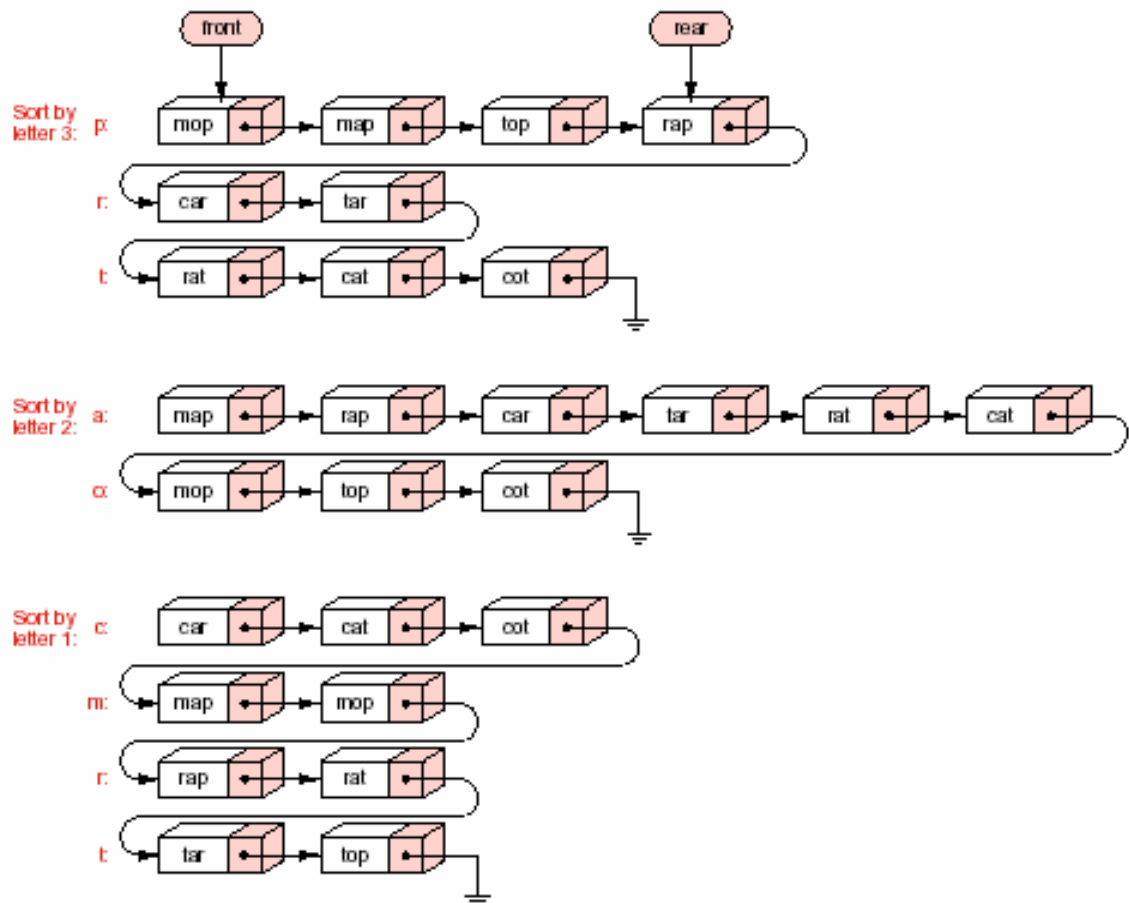 front rear
Sort by
letter 3: p: mop map top rap
r: car tar
t: rat cat cot
Sort by
letter 2: a: map rap car tar rat cat
o: mop top cot
Sort by
letter 1: c: car cat cot
m: map mop
r: rap rat
t: tar top